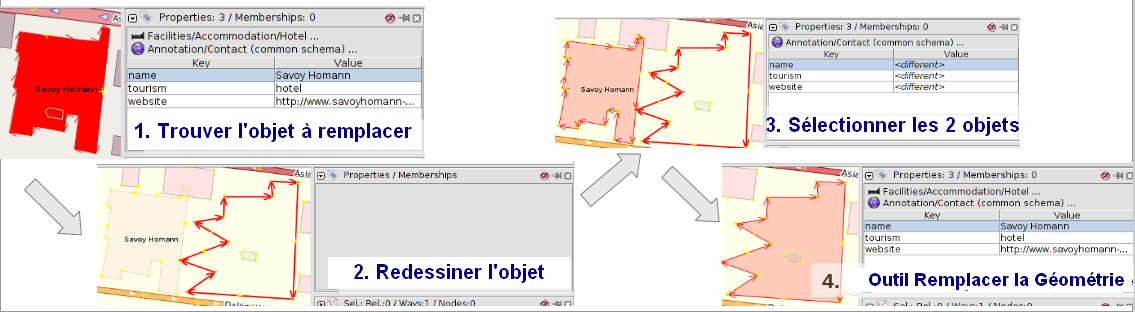 Asia
Savoy Homann
Properties: 3 / Memberships: 0
Facilities/Accommodation/Hotel ...
Annotation/Contact (common schema) ...
Key Value
name Savoy Homann
tourism hotel
website http://www.savoyhomann-...
1. Trouver l'objet à remplacer
Asia
Savoy Homann
Properties / Memberships
2. Redessiner l'objet
Sel.: Rel.:0 / Ways:1 / Nodes:0
Savoy Homann
Properties: 3 / Memberships: 0
Annotation/Contact (common schema) ...
Key Value
name <different>
tourism <different>
website <different>
3. Sélectionner les 2 objets
Asia
Properties: 3 / Memberships: 0
Facilities/Accommodation/Hotel ...
Annotation/Contact (common schema) ...
Key Value
name Savoy Homann
tourism hotel
website http://www.savoyhomann-...
4. Outil Remplacer la Géométrie
Sel.: Rel.:0 / Ways:1 / Nodes:0